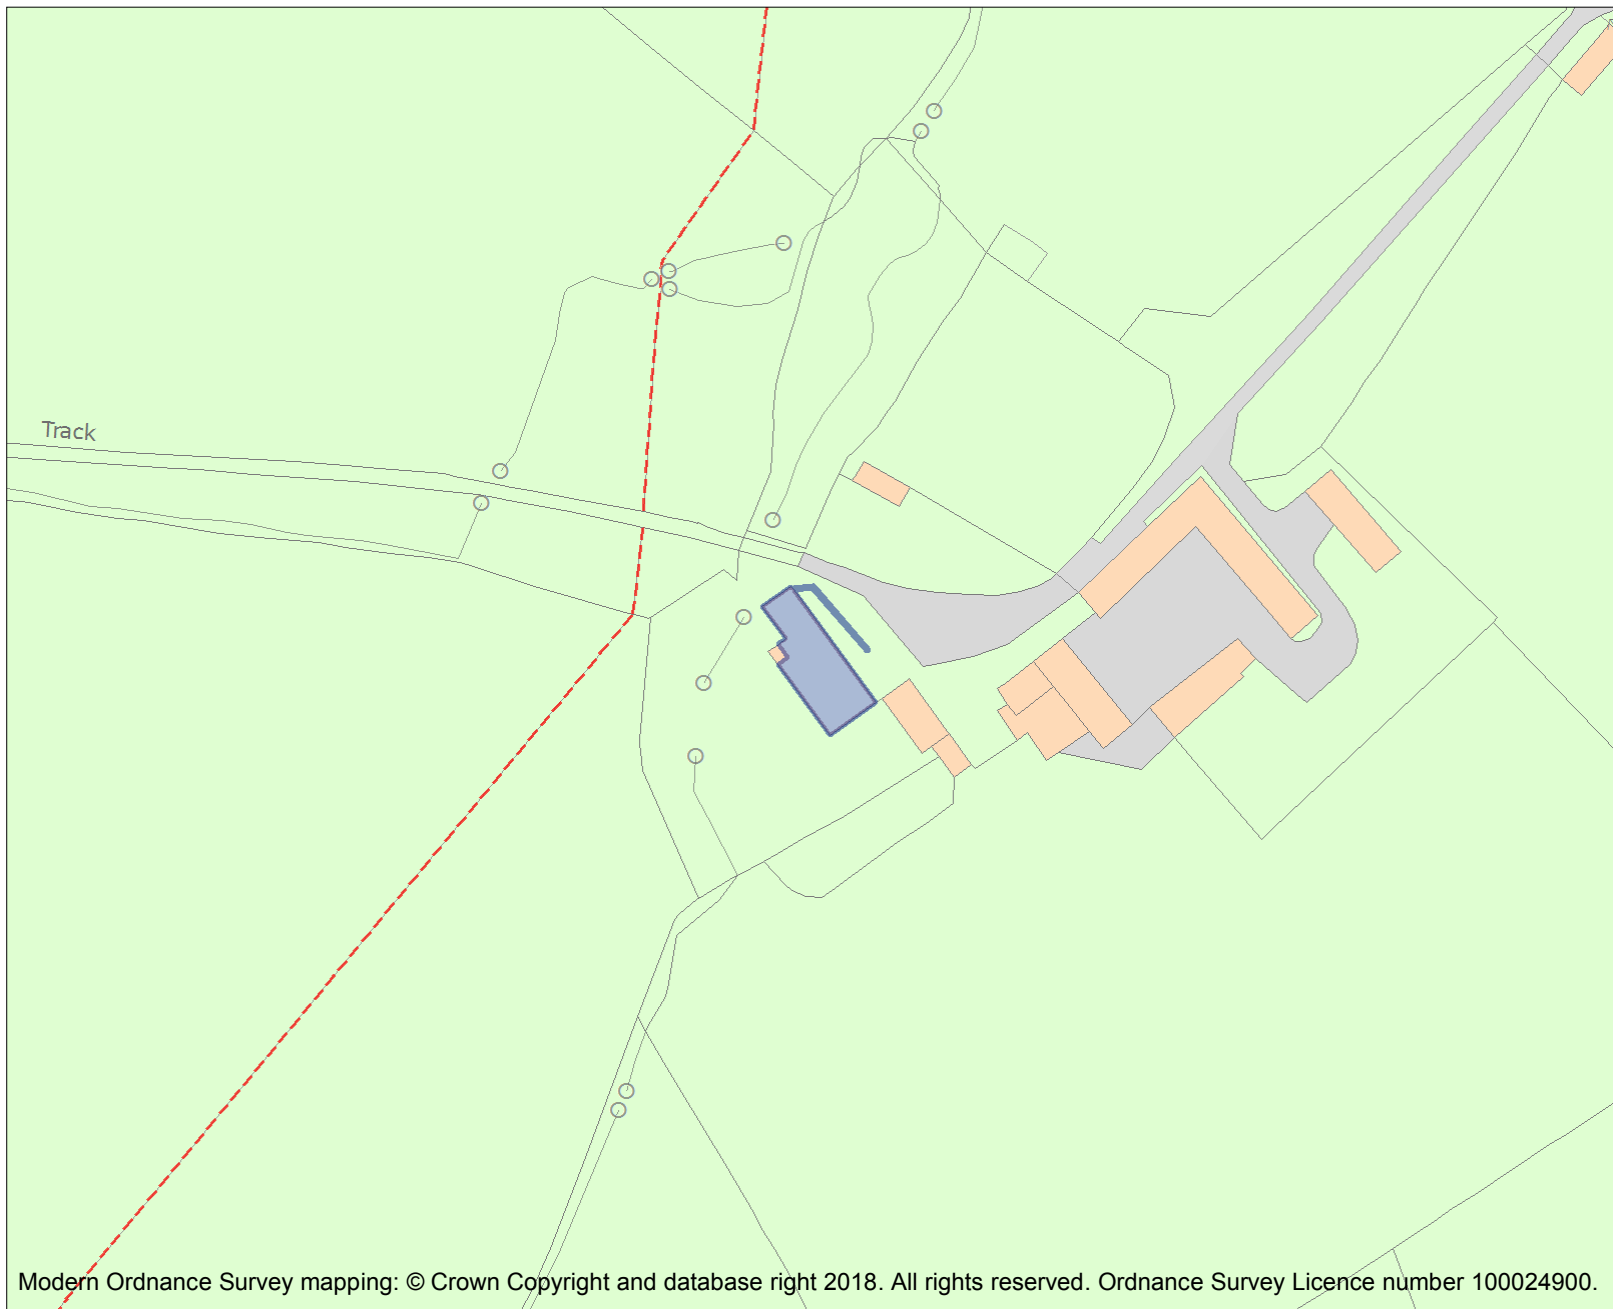 Track
Modern Ordnance Survey mapping: © Crown Copyright and database right 2018. All rights reserved. Ordnance Survey Licence number 100024900.